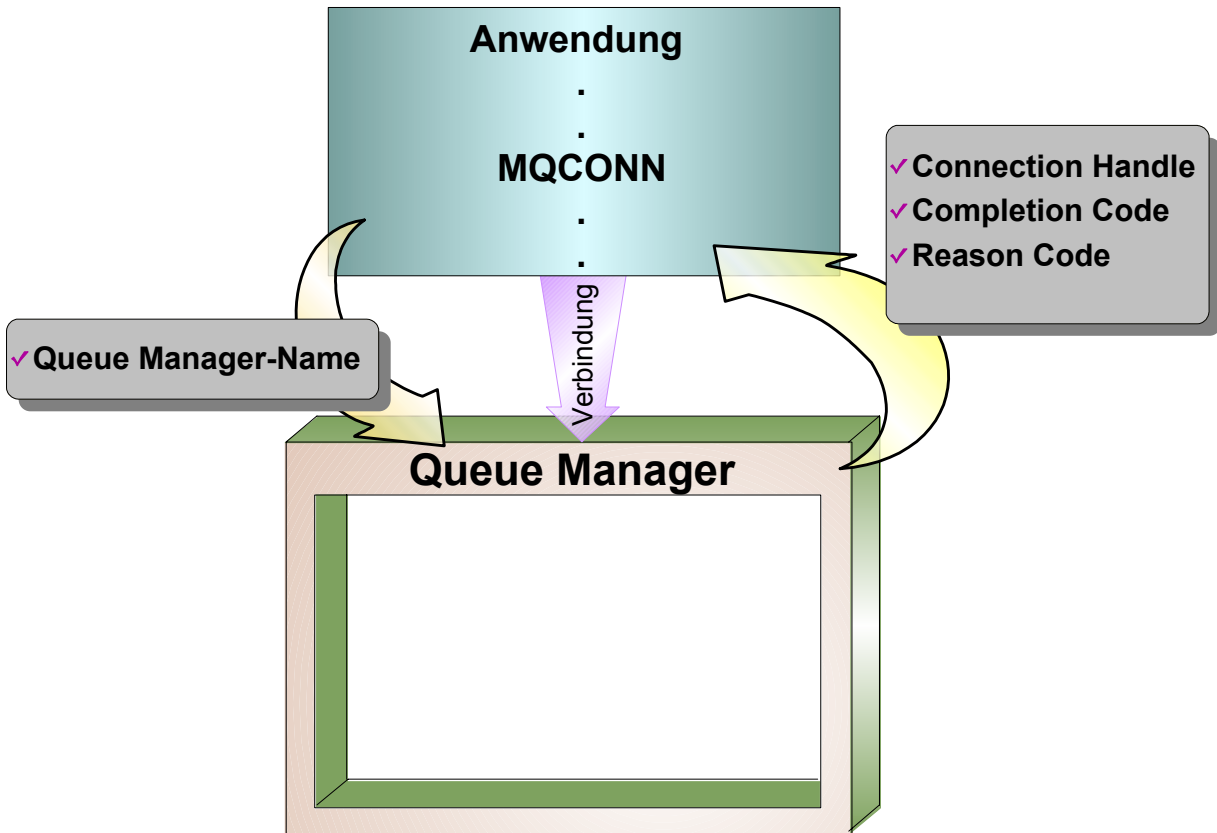 Anwendung
.
.
MQCONN
.
.
Verbindung
✓ Queue Manager-Name
✓ Connection Handle
✓ Completion Code
✓ Reason Code
Queue Manager